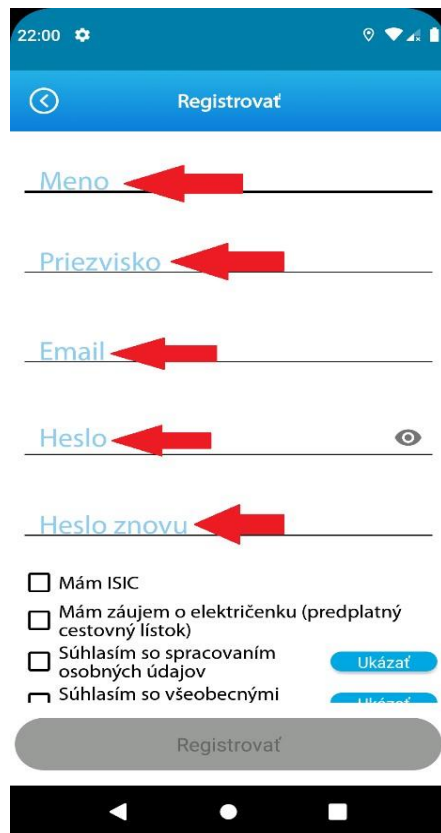 22:00
Registrovať
Meno
Priezvisko
Email
Heslo
Heslo znovu
Mám ISIC
Mám záujem o električenku (predplatný
cestovný lístok)
Súhlasím so spracovaním
osobných údajov
Ukázať
Súhlasím so všeobecnými
Ukázať
Registrovať